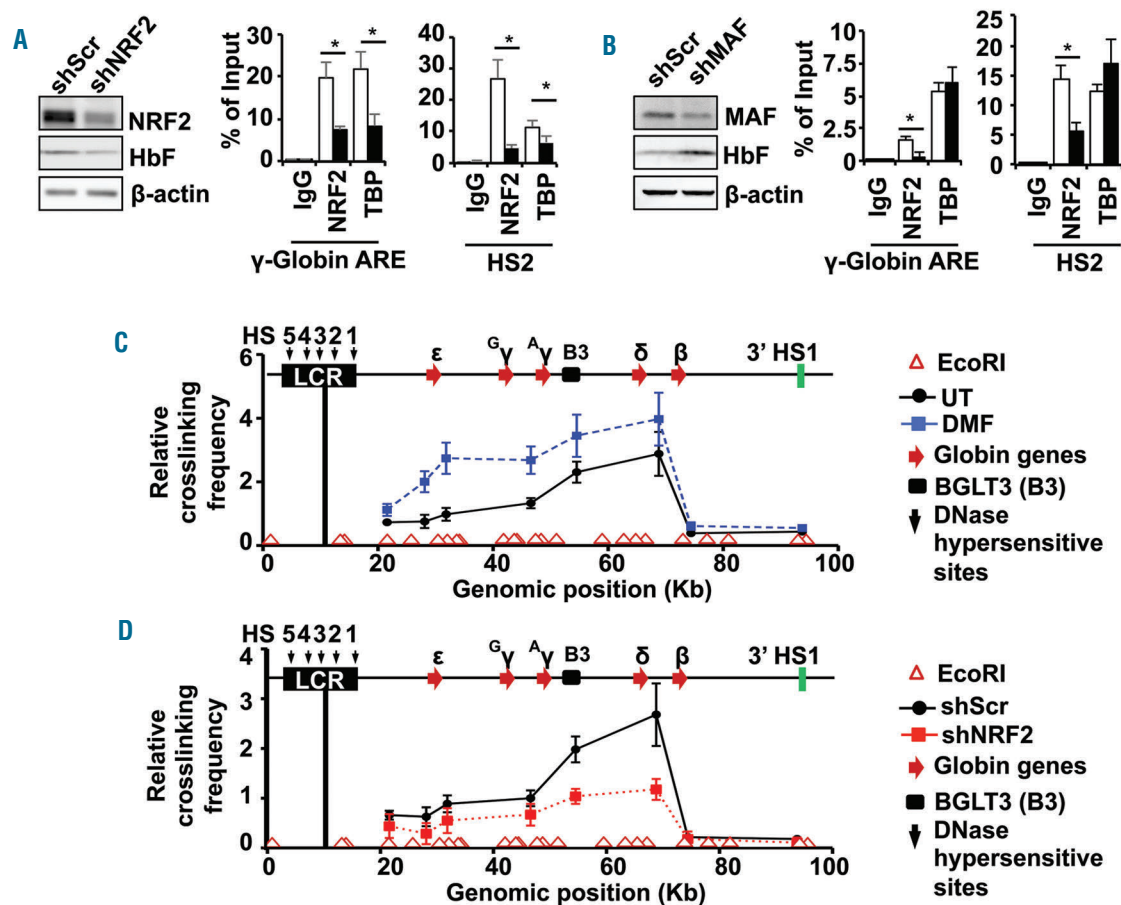 A
shScr
shNRF2
NRF2
HbF
β-actin
% of Input
30
20
10
0
IgG
NRF2
TBP
γ-Globin ARE
40
30
20
10
0
IgG
NRF2
TBP
HS2
*
*
*
*
B
shScr
shMAF
MAF
HbF
β-actin
% of Input
7.5
5
2.5
0
IgG
NRF2
TBP
γ-Globin ARE
25
20
15
10
5
0
IgG
NRF2
TBP
HS2
*
*
C
HS 5 4 3 2 1
LCR
ε
Gγ
Aγ
B3
δ
β
3' HS1
Relative crosslinking frequency
6
4
2
0
20
40
60
80
100
Genomic position (Kb)
EcoRI
UT
DMF
Globin genes
BGLT3 (B3)
DNase
hypersensitive
sites
D
HS 5 4 3 2 1
LCR
ε
Gγ
Aγ
B3
δ
β
3' HS1
Relative crosslinking frequency
4
3
2
1
0
0
20
40
60
80
100
Genomic position (Kb)
EcoRI
shScr
shNRF2
Globin genes
BGLT3 (B3)
DNase
hypersensitive
sites